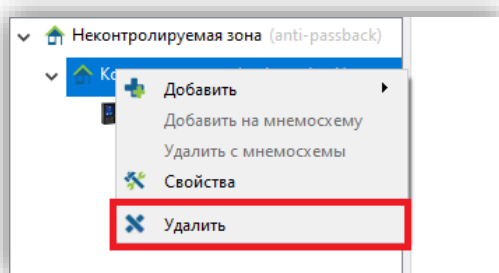 Неконтролируемая зона (anti-passback)
Добавить
Добавить на мнемосхему
Удалить с мнемосхемы
Свойства
Удалить